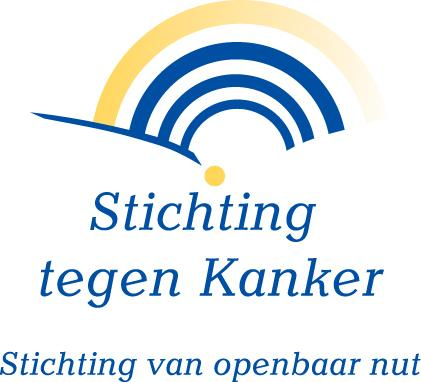 Stichting
tegen Kanker
Stichting van openbaar nut